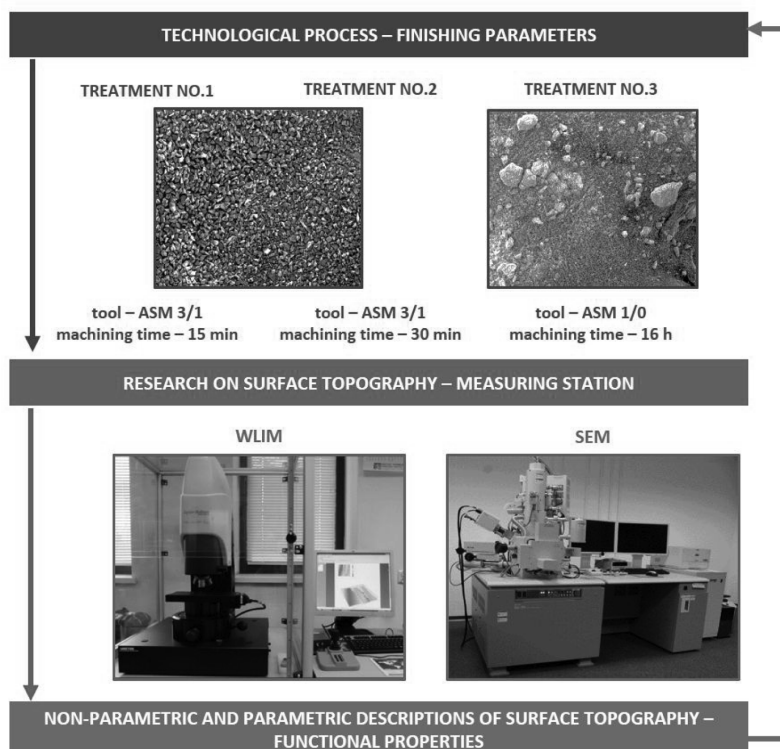 TECHNOLOGICAL PROCESS – FINISHING PARAMETERS
TREATMENT NO.1
TREATMENT NO.2
TREATMENT NO.3
tool – ASM 3/1
machining time – 15 min
tool – ASM 3/1
machining time – 30 min
tool – ASM 1/0
machining time – 16 h
RESEARCH ON SURFACE TOPOGRAPHY – MEASURING STATION
WLIM
SEM
NON-PARAMETRIC AND PARAMETRIC DESCRIPTIONS OF SURFACE TOPOGRAPHY –
FUNCTIONAL PROPERTIES